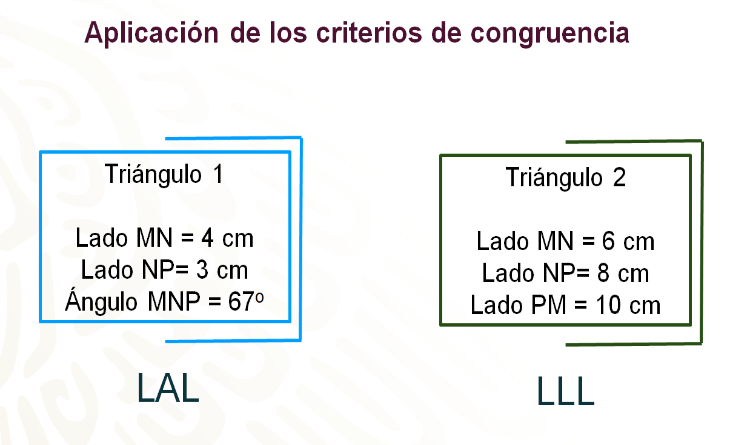 Aplicación de los criterios de congruencia
Triángulo 1
Lado MN = 4 cm
Lado NP= 3 cm
Ángulo MNP = 67º
LAL
Triángulo 2
Lado MN = 6 cm
Lado NP= 8 cm
Lado PM = 10 cm
LLL